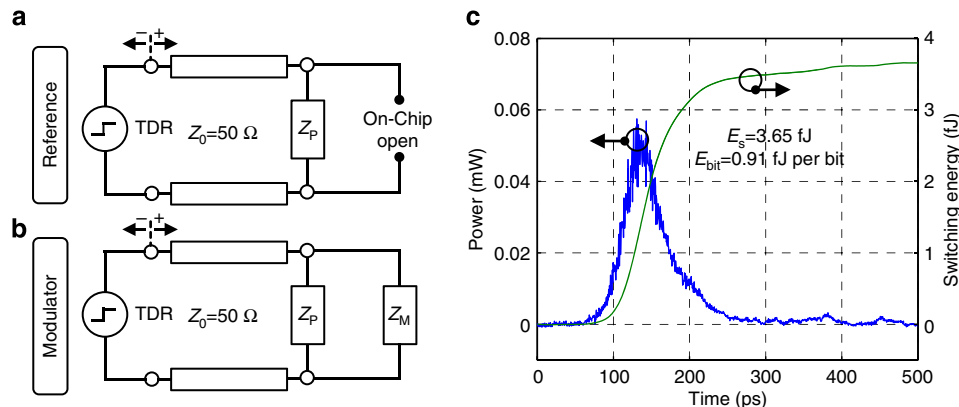 a
Reference
− +
TDR
Z0=50 Ω
ZP
On-Chip
open
b
Modulator
− +
TDR
Z0=50 Ω
ZP
ZM
c
Power (mW)
0.08
0.06
0.04
0.02
0
Es=3.65 fJ
Ebit=0.91 fJ per bit
4
3
2
1
0
Switching energy (fJ)
0 100 200 300 400 500
Time (ps)